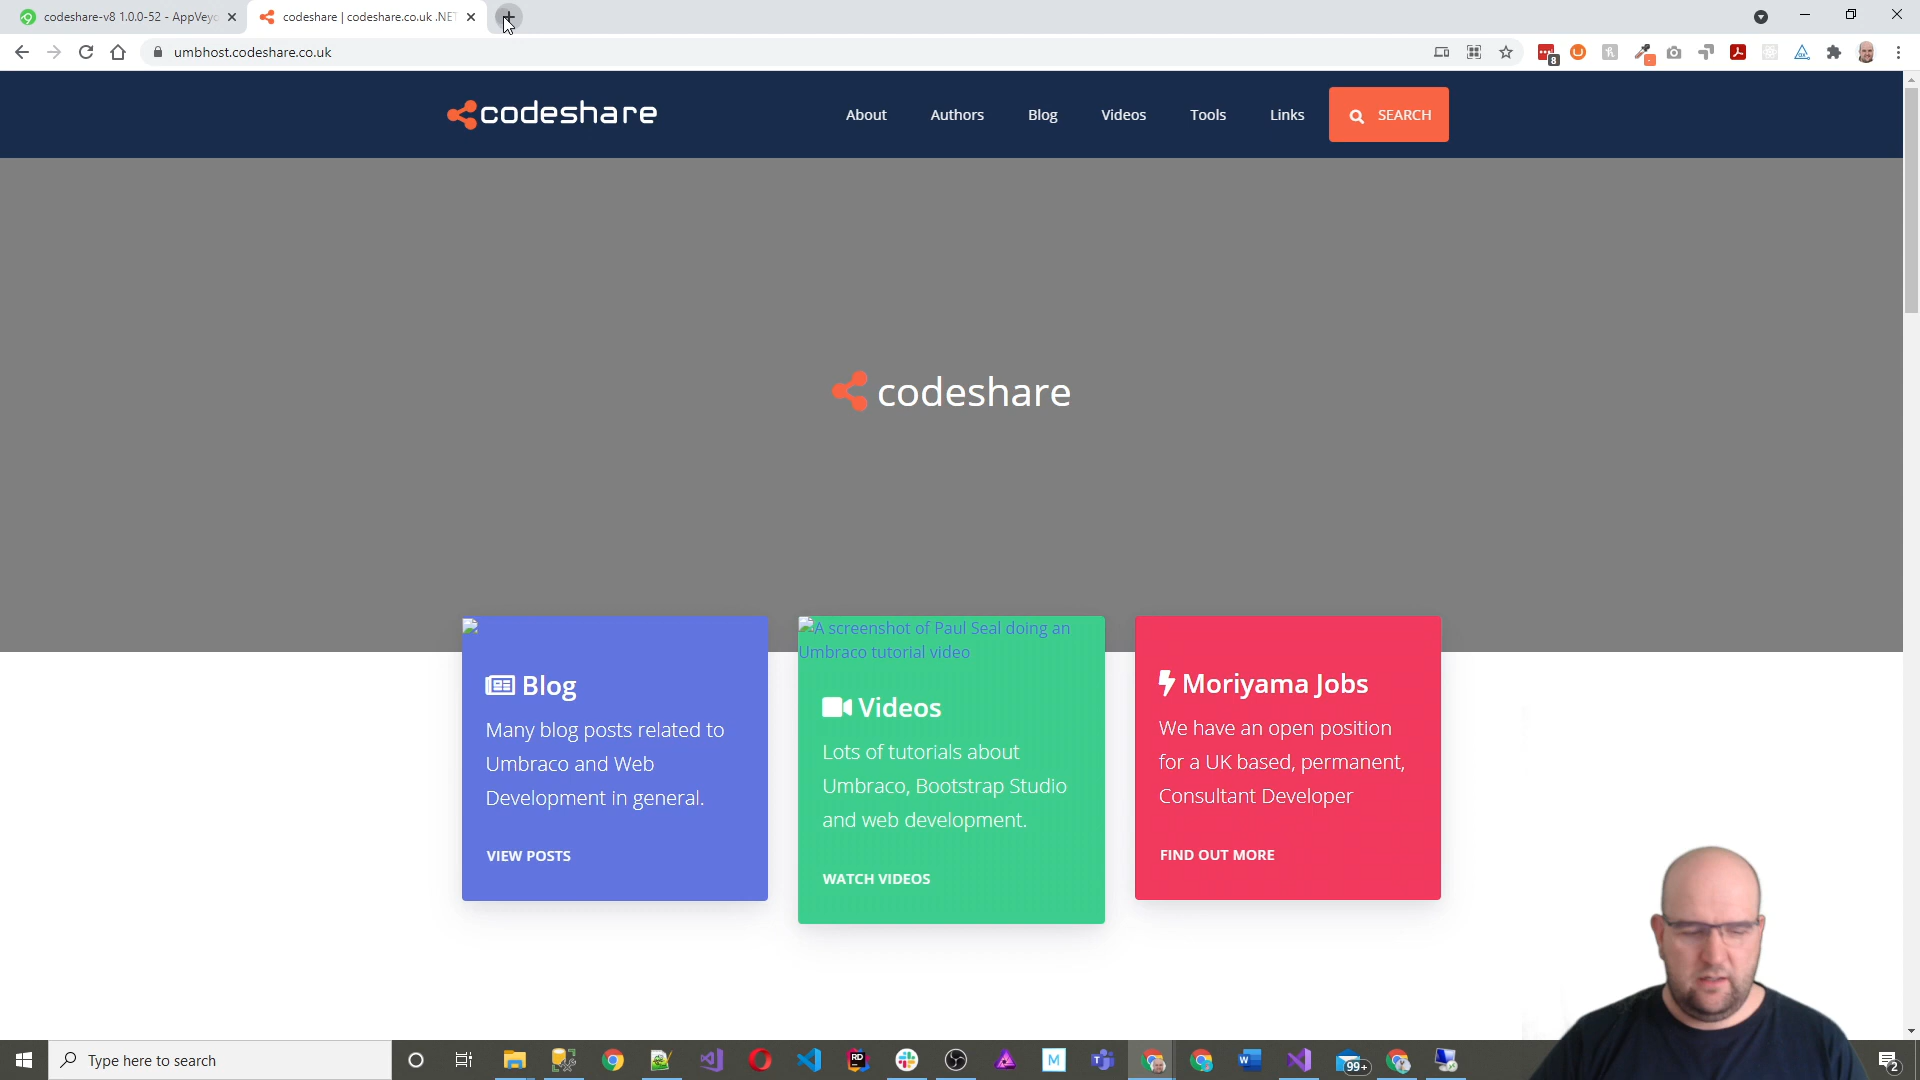 codeshare-v8 1.0.0-52 - AppVeyo
codeshare | codeshare.co.uk .NET
umbhost.codeshare.co.uk
8
codeshare
About
Authors
Blog
Videos
Tools
Links
SEARCH
codeshare
Blog
Many blog posts related to
Umbraco and Web
Development in general.
VIEW POSTS
A screenshot of Paul Seal doing an
Umbraco tutorial video
Videos
Lots of tutorials about
Umbraco, Bootstrap Studio
and web development.
WATCH VIDEOS
Moriyama Jobs
We have an open position
for a UK based, permanent,
Consultant Developer
FIND OUT MORE
Type here to search
RD
M
T
W
99+
2